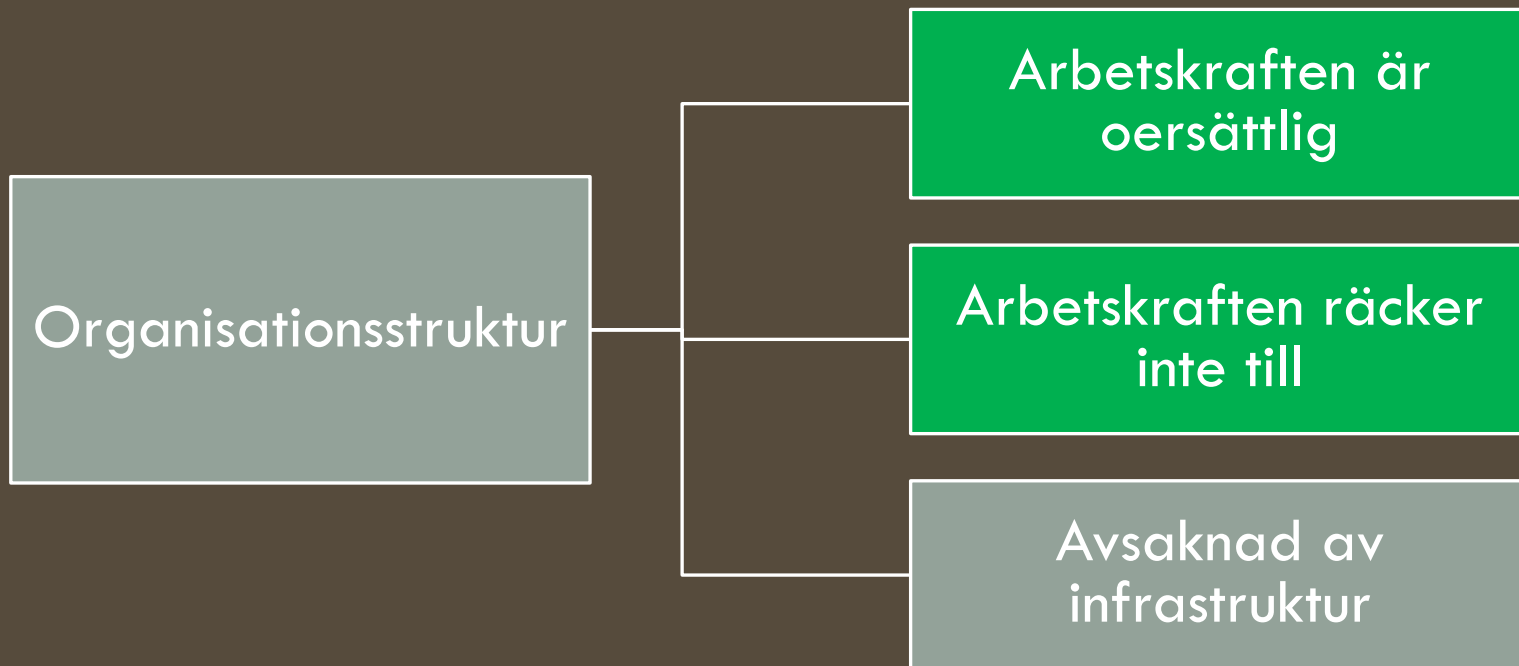 Organisationsstruktur
Arbetskraften är
oersättlig
Arbetskraften räcker
inte till
Avsaknad av
infrastruktur